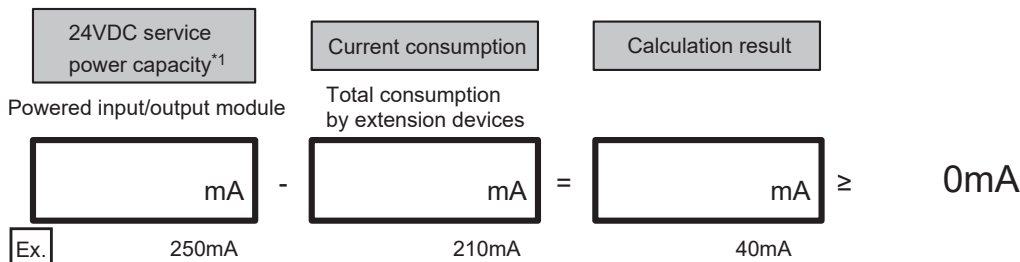 24VDC service
power capacity*1
Current consumption
Calculation result
Powered input/output module
Total consumption
by extension devices
mA - mA = mA ≥ 0mA
Ex. 250mA 210mA 40mA